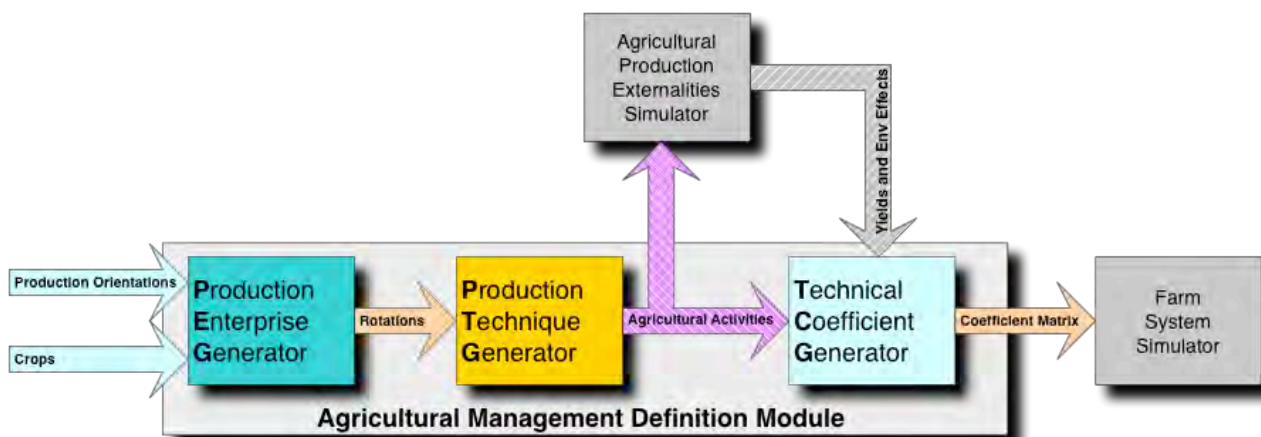 Agricultural
Production
Externalities
Simulator
Yields and Env Effects
Production Orientations
Crops
Production
Enterprise
Generator
Rotations
Production
Technique
Generator
Agricultural Activities
Technical
Coefficient
Generator
Coefficient Matrix
Farm
System
Simulator
Agricultural Management Definition Module